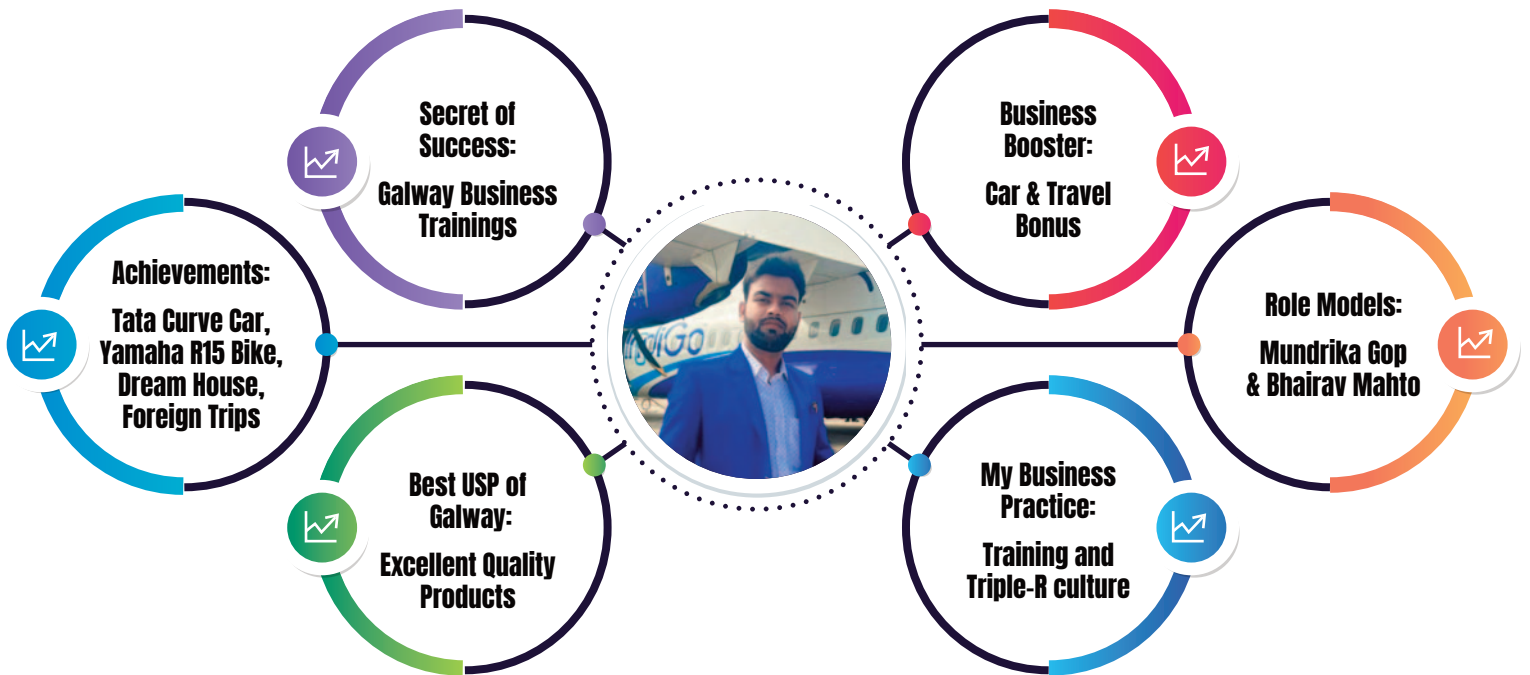 Secret of
Success:
Galway Business
Trainings
Business
Booster:
Car & Travel
Bonus
Achievements:
Tata Curve Car,
Yamaha R15 Bike,
Dream House,
Foreign Trips
Role Models:
Mundrika Gop
& Bhairav Mahto
Best USP of
Galway:
Excellent Quality
Products
My Business
Practice:
Training and
Triple-R culture